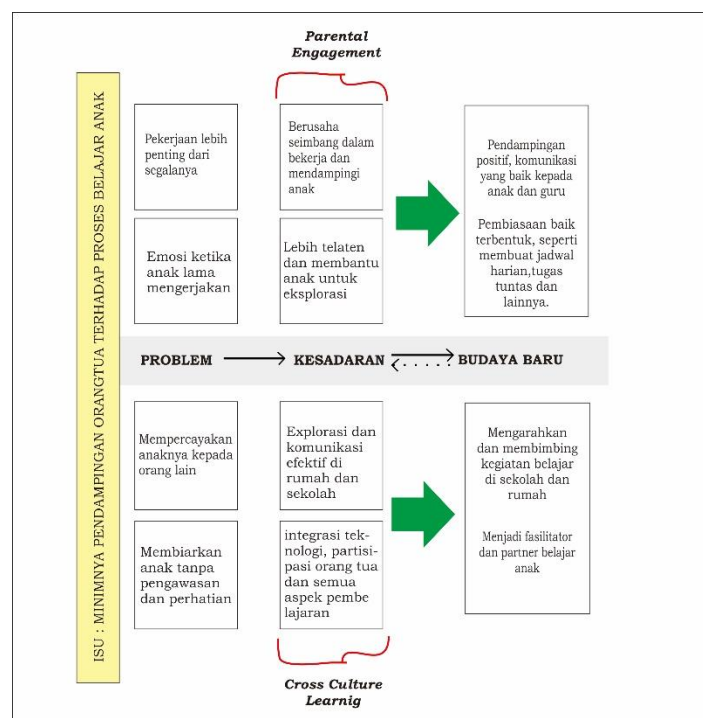 Parental
Engagement
ISU : MINIMNYA PENDAMPINGAN ORANGTUA TERHADAP PROSES BELAJAR ANAK
Pekerjaan lebih
penting dari
segalanya
Berusaha
seimbang dalam
bekerja dan
mendampingi
anak
Pendampingan
positif, komunikasi
yang baik kepada
anak dan guru
Pembiasaan baik
terbentuk, seperti
membuat jadwal
harian,tugas
tuntas dan
lainnya.
Emosi ketika
anak lama
mengerjakan
Lebih telaten
dan membantu
anak untuk
eksplorasi
PROBLEM
KESADARAN
BUDAYA BARU
Mempercayakan
anaknya kepada
orang lain
Explorasi dan
komunikasi
efektif di
rumah dan
sekolah
Mengarahkan
dan membimbing
kegiatan belajar
di sekolah dan
rumah
Menjadi fasilitator
dan partner belajar
anak
Membiarkan
anak tanpa
pengawasan
dan perhatian
integrasi tek-
nologi, partisi-
pasi orang tua
dan semua
aspek pembe
lajaran
Cross Culture
Learnig